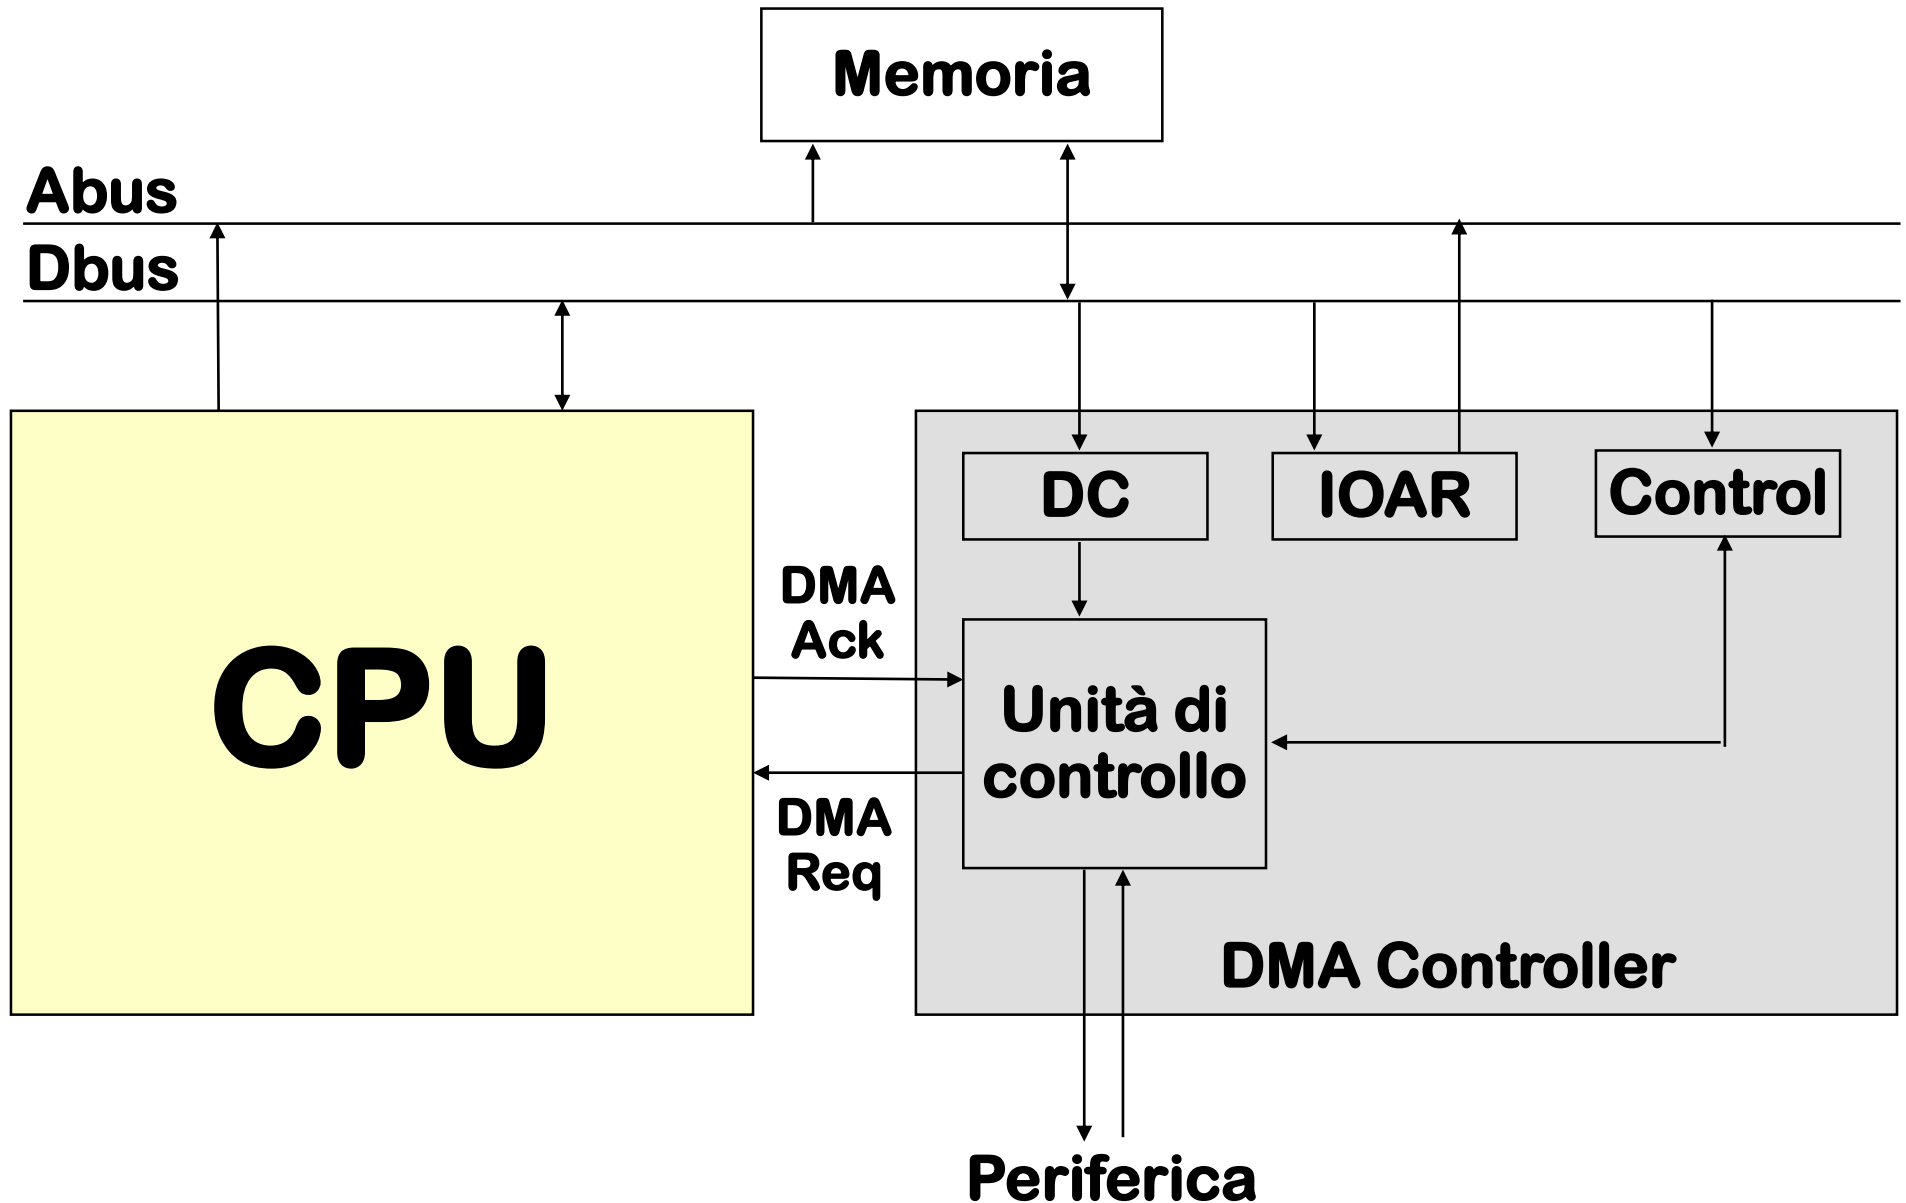 Memoria
Abus
Dbus
DC
IOAR
Control
DMA
Ack
CPU
Unità di
controllo
DMA
Req
DMA Controller
Periferica